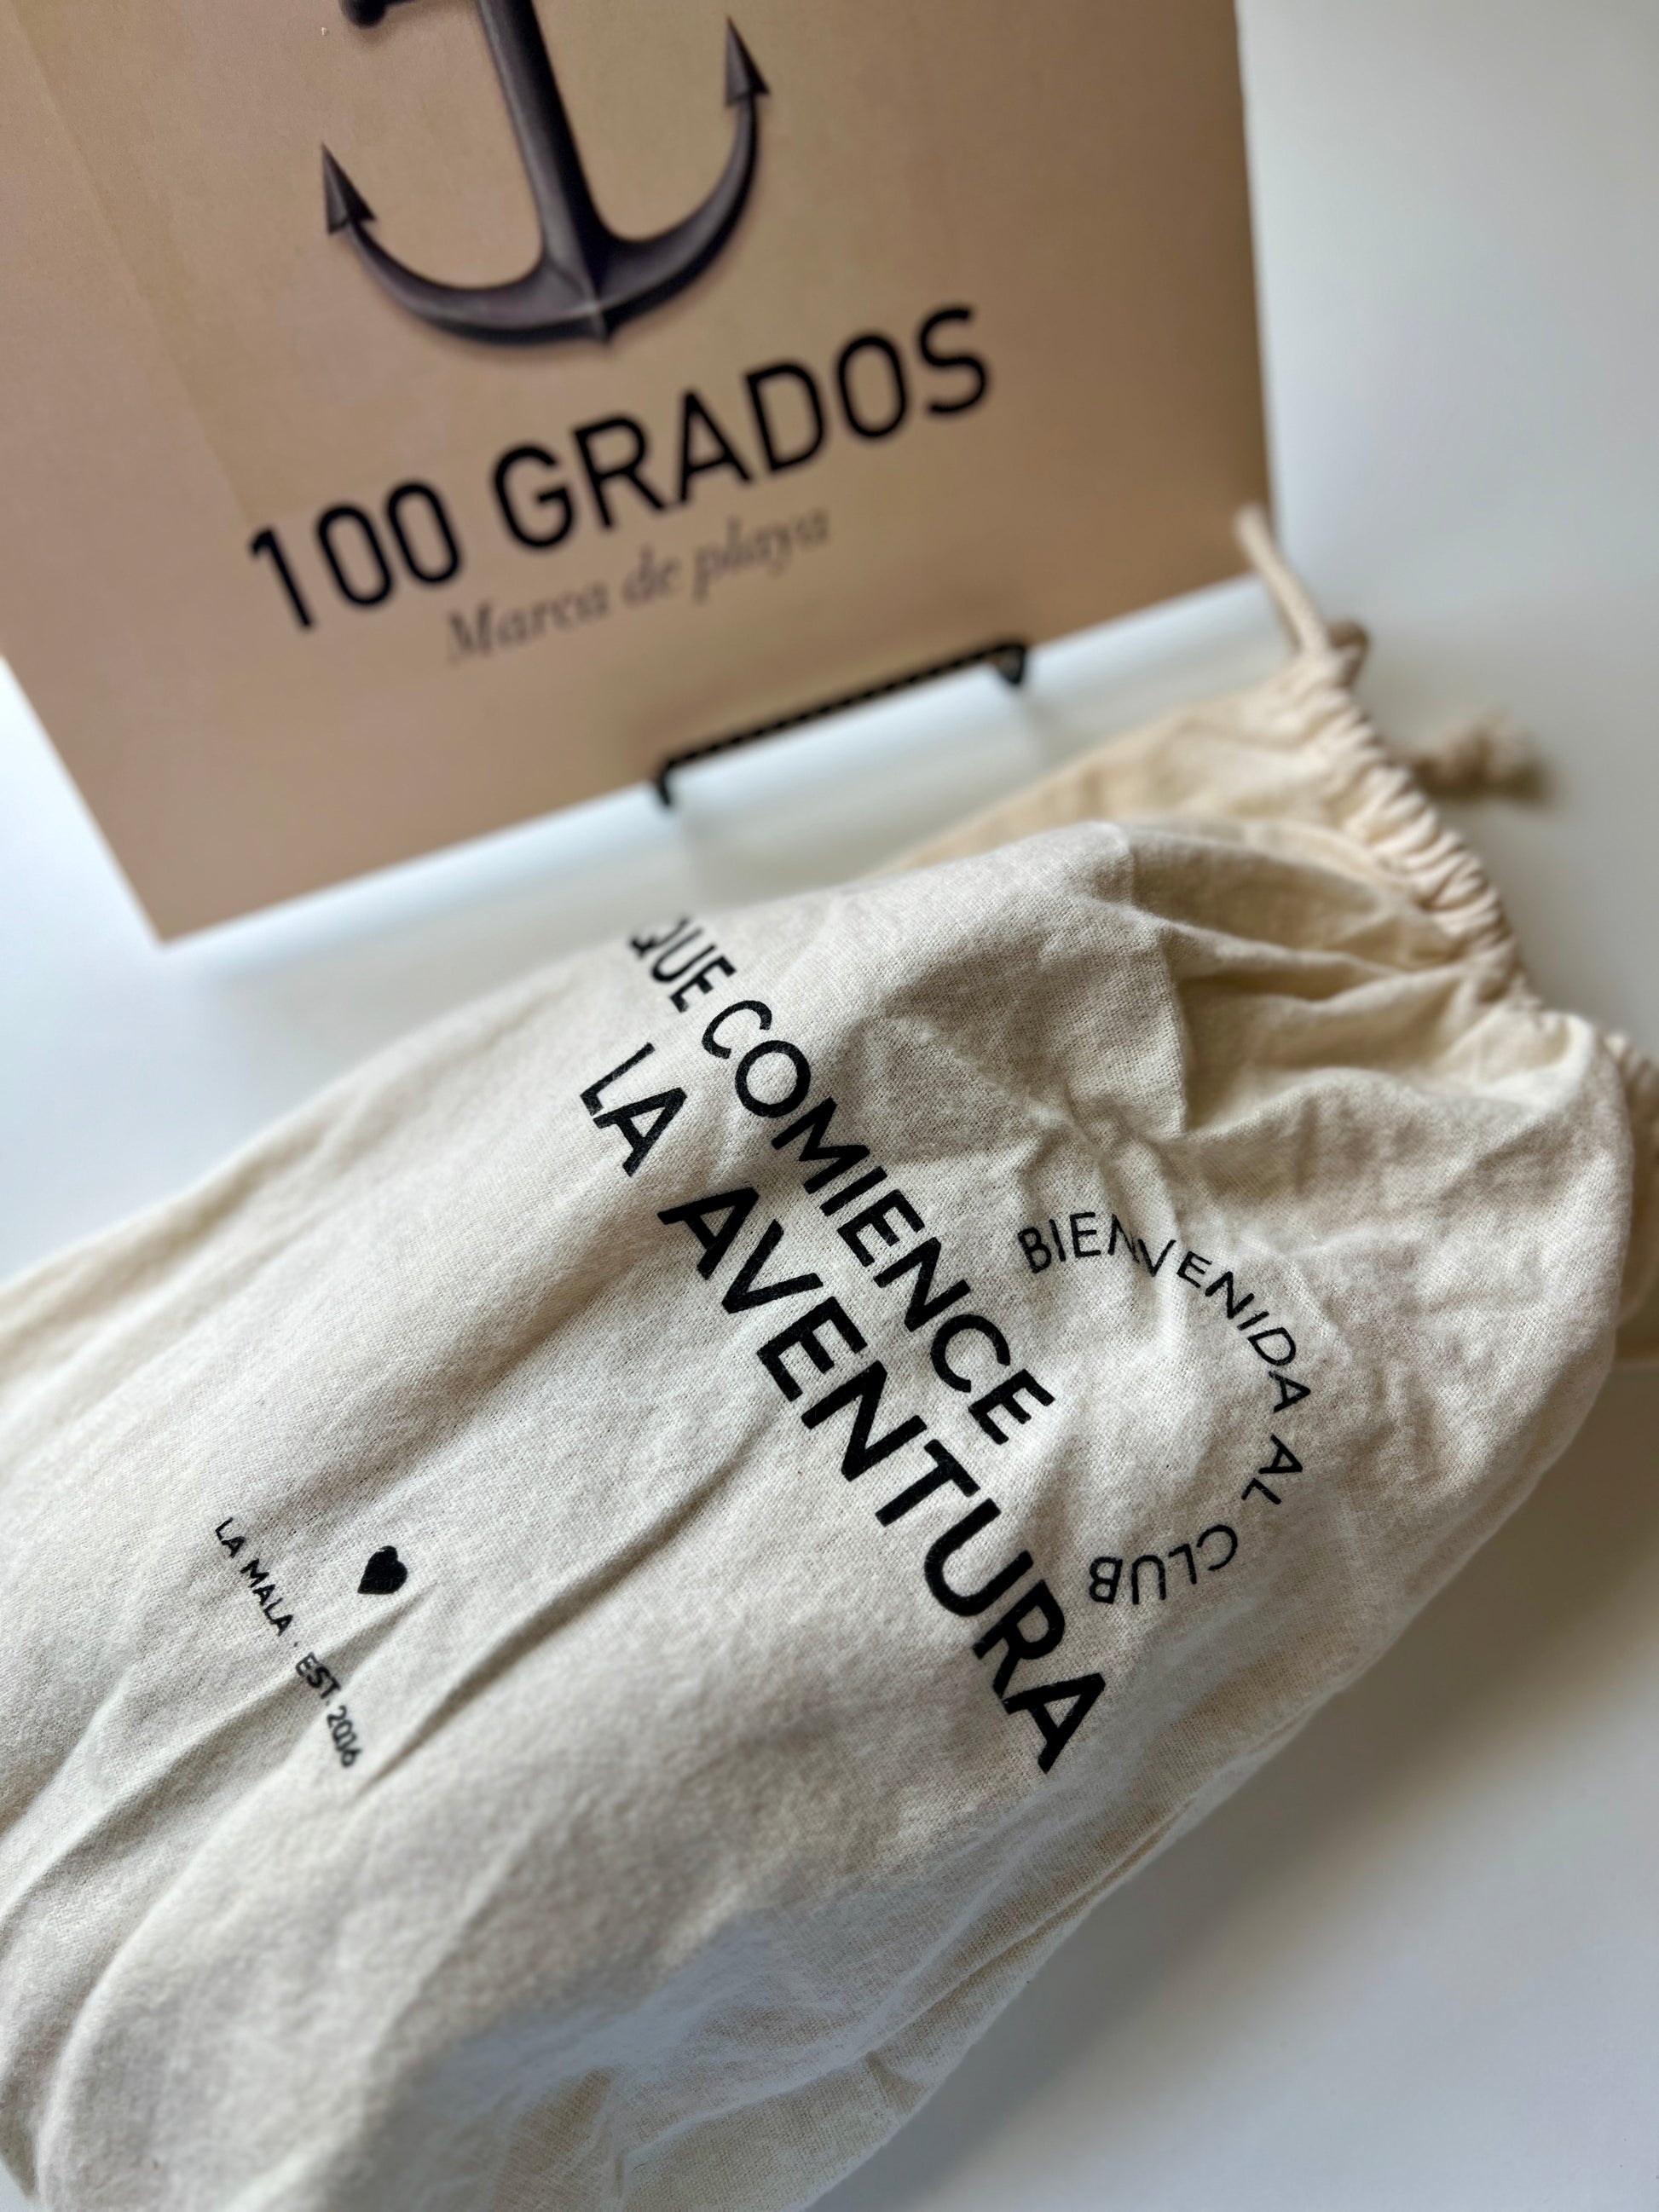 100 GRADOS
Marca de playa
BIENVENIDA AL CLUB
QUE COMIENCE
LA AVENTURA
LA MALA · EST. 2016